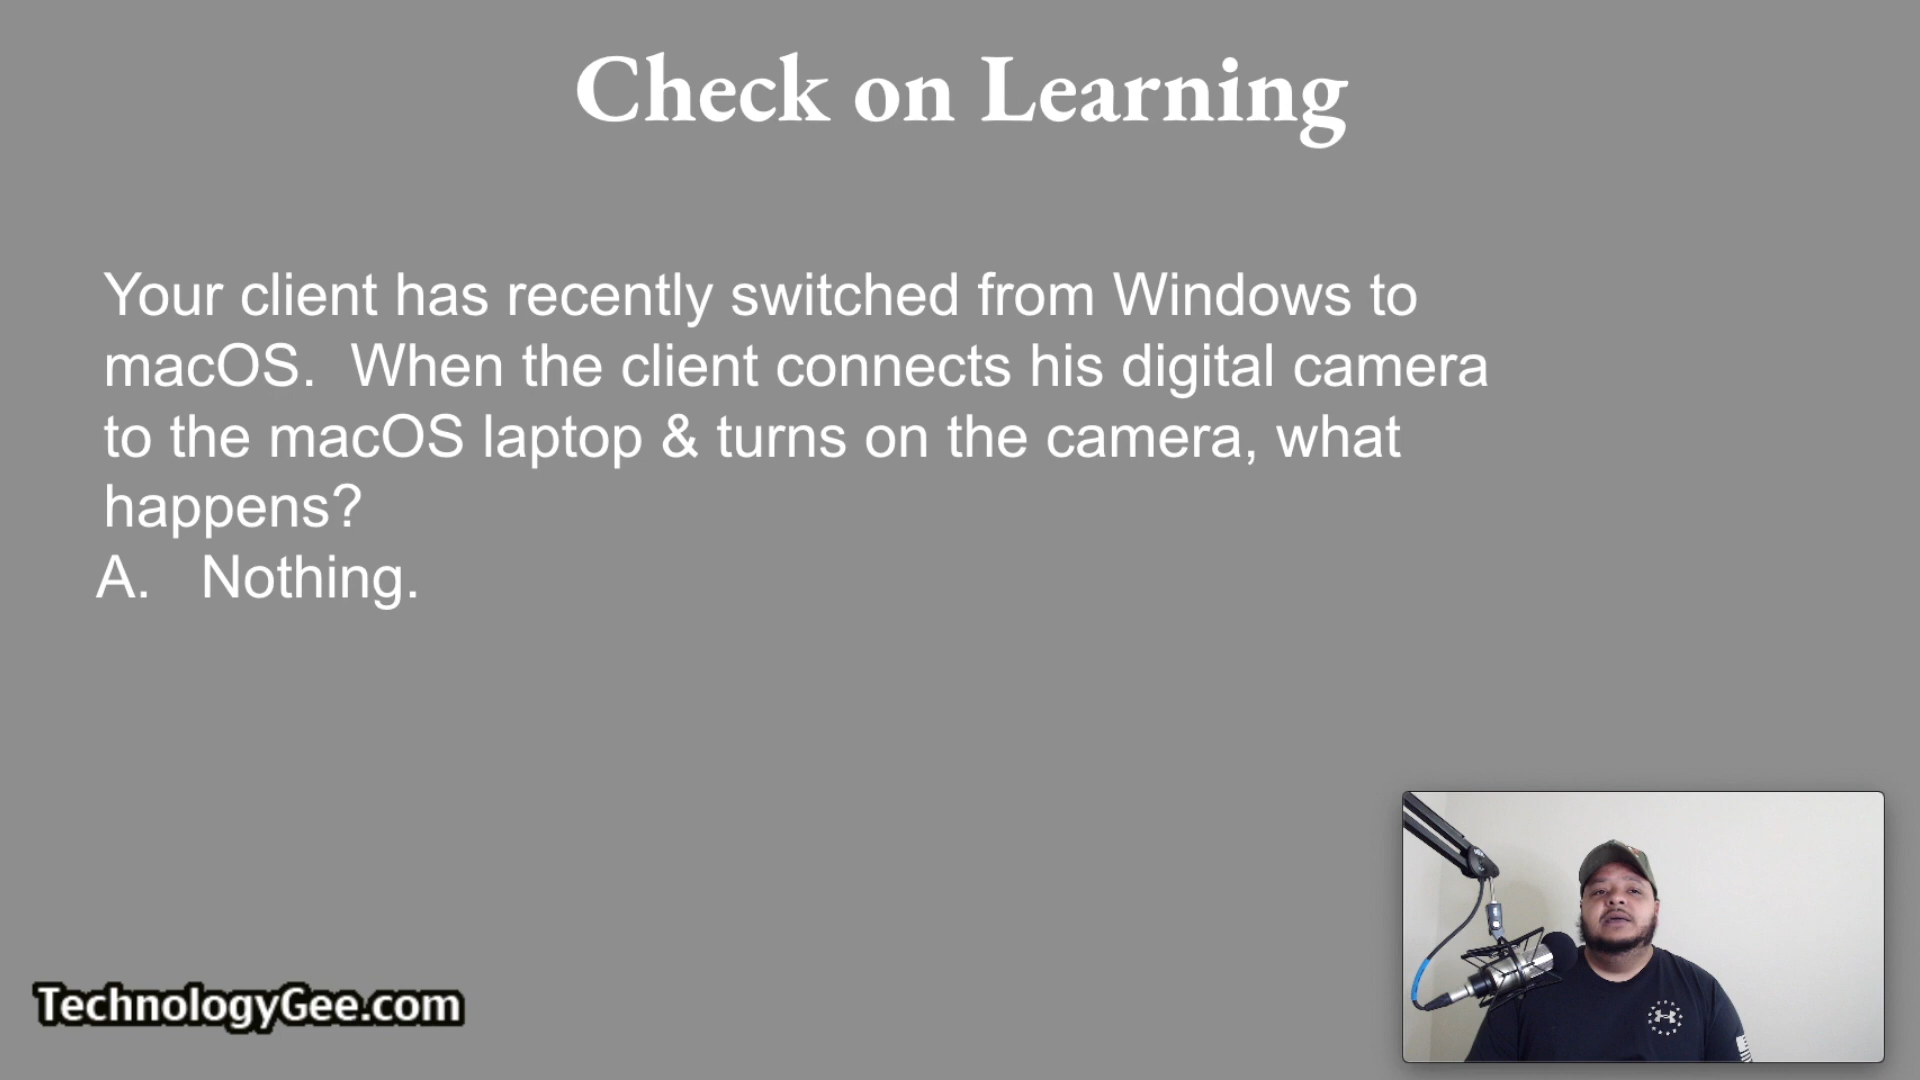 Check on Learning
Your client has recently switched from Windows to
macOS.  When the client connects his digital camera
to the macOS laptop & turns on the camera, what
happens?
A.   Nothing.
TechnologyGee.com